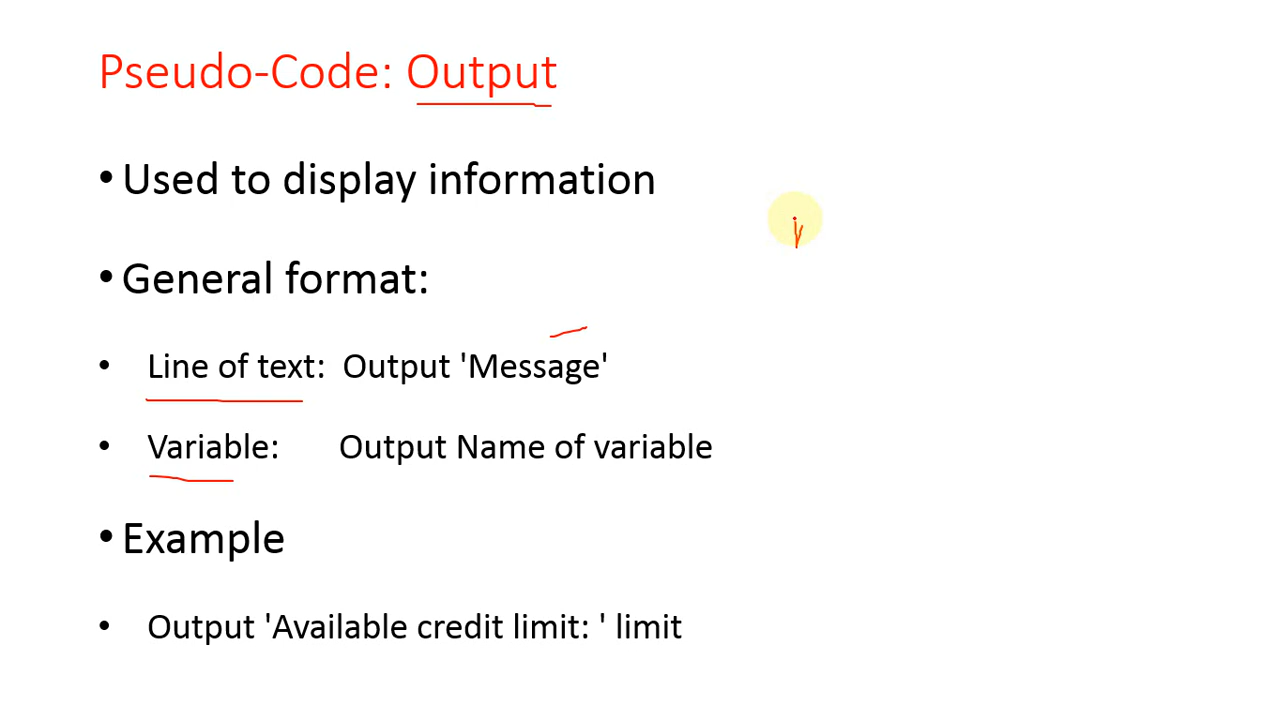 Pseudo-Code: Output
• Used to display information
• General format:
• Line of text: Output 'Message'
• Variable: Output Name of variable
• Example
• Output 'Available credit limit: ' limit